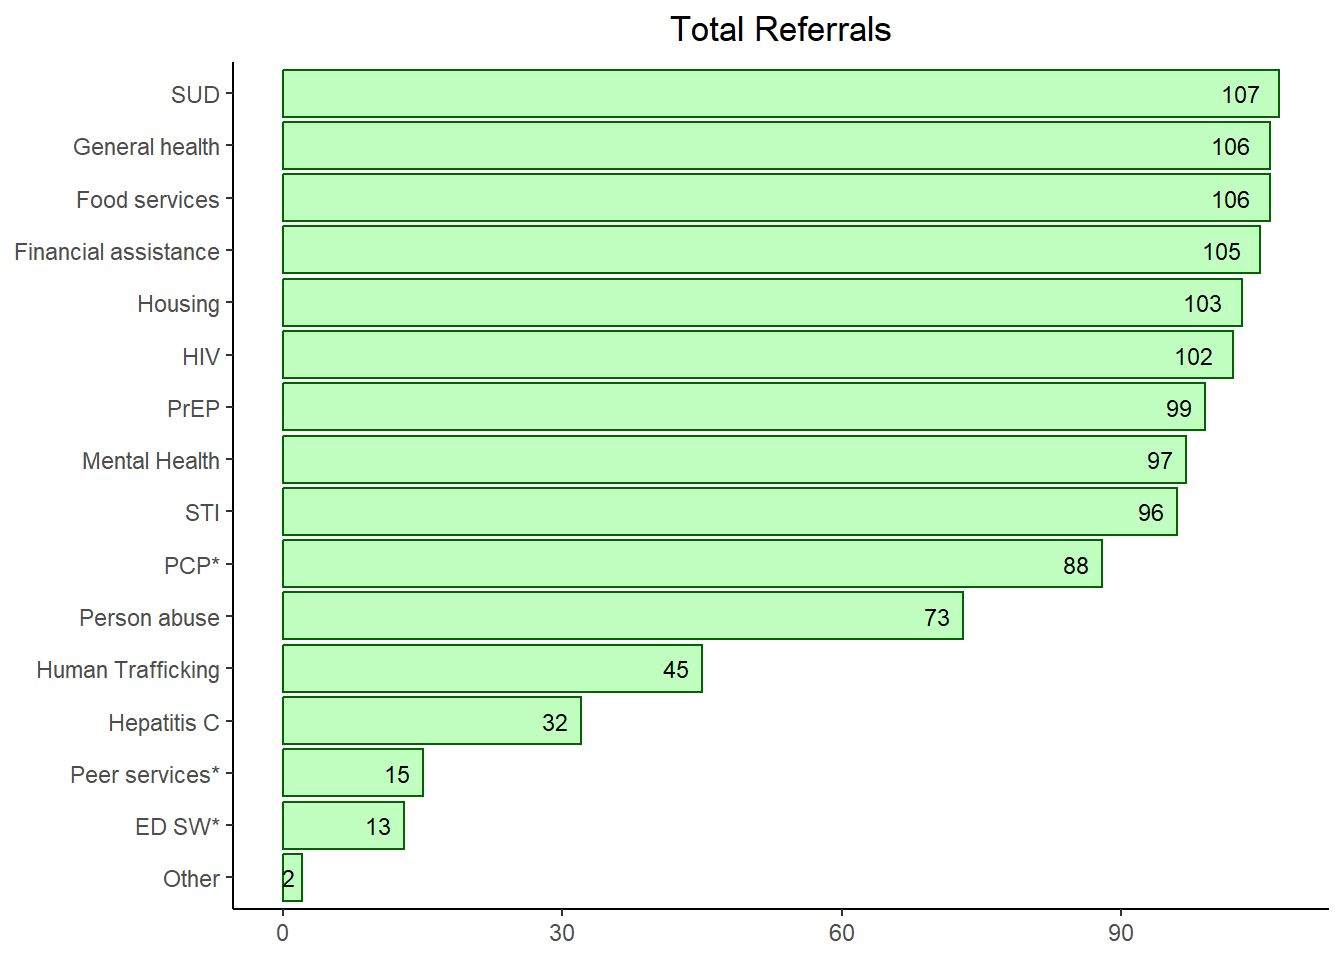 Total Referrals
SUD 107
General health 106
Food services 106
Financial assistance 105
Housing 103
HIV 102
PrEP 99
Mental Health 97
STI 96
PCP* 88
Person abuse 73
Human Trafficking 45
Hepatitis C 32
Peer services* 15
ED SW* 13
Other 2
0 30 60 90